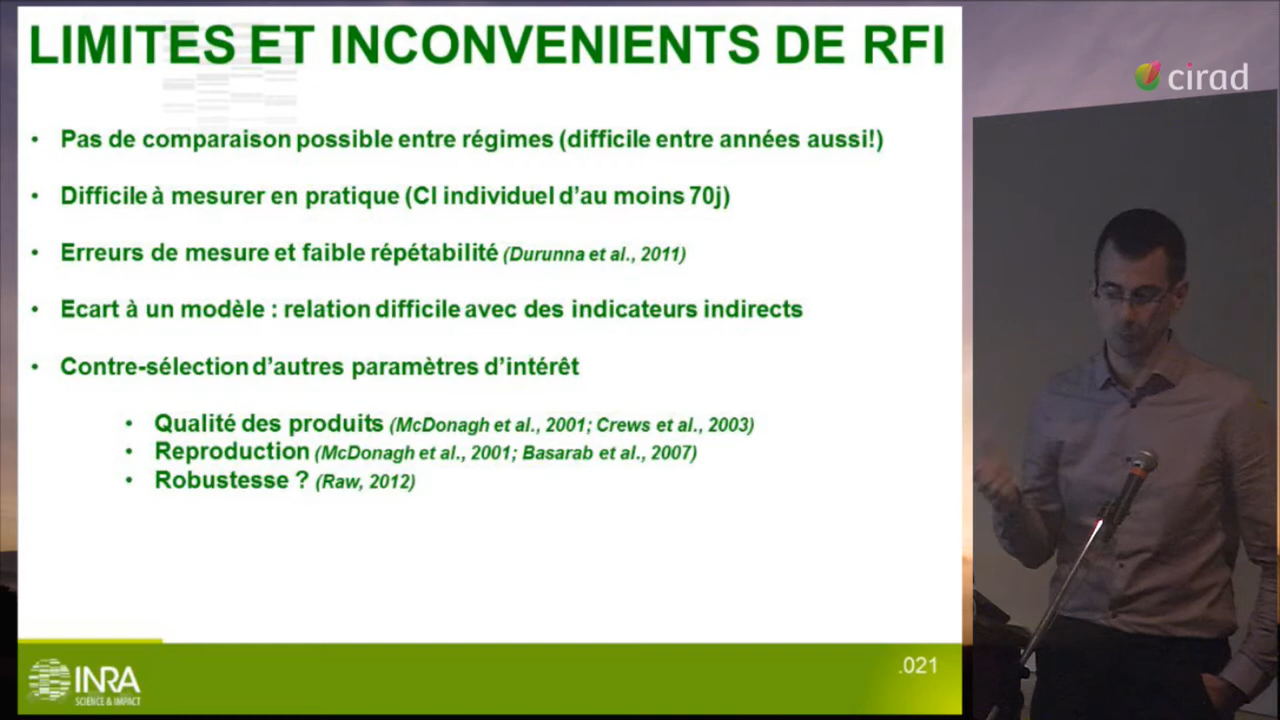 LIMITES ET INCONVENIENTS DE RFI
cirad
• Pas de comparaison possible entre régimes (difficile entre années aussi!)
• Difficile à mesurer en pratique (CI individuel d'au moins 70j)
• Erreurs de mesure et faible répétabilité (Durunna et al., 2011)
• Ecart à un modèle : relation difficile avec des indicateurs indirects
• Contre-sélection d'autres paramètres d'intérêt
• Qualité des produits (McDonagh et al., 2001; Crews et al., 2003)
• Reproduction (McDonagh et al., 2001; Basarab et al., 2007)
• Robustesse ? (Raw, 2012)
.021
INRA
SCIENCE & IMPACT